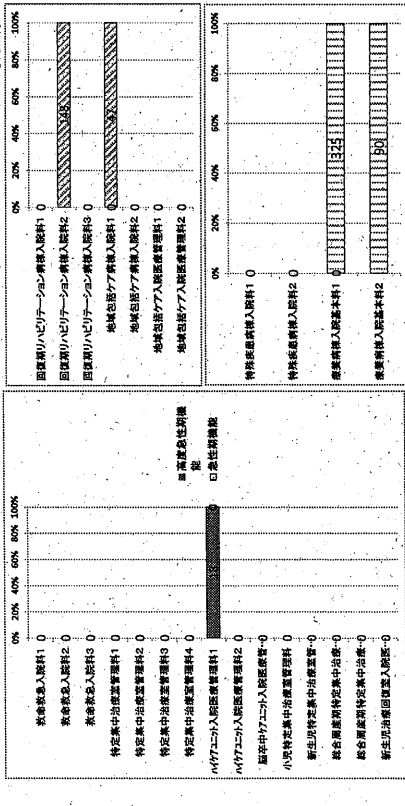 0% 20% 40% 60% 80% 100%
救命救急入院料1 0
救命救急入院料2 0
救命救急入院料3 0
特定集中治療室管理料1 0
特定集中治療室管理料2 0
特定集中治療室管理料3 0
特定集中治療室管理料4 0
ハイケアユニット入院医療管理料1 0
ハイケアユニット入院医療管理料2 0
脳卒中ケアユニット入院医療管…0
小児特定集中治療室管理料 0
新生児特定集中治療室管…0
総合周産期特定集中治療…0
総合周産期特定集中治療…0
新生児治療回復室入院医…0
高度急性期機能
急性期機能
0% 20% 40% 60% 80% 100%
回復期リハビリテーション病棟入院料1 0
回復期リハビリテーション病棟入院料2
回復期リハビリテーション病棟入院料3 0
地域包括ケア病棟入院料1 0
地域包括ケア病棟入院料2 0
地域包括ケア入院医療管理料1 0
地域包括ケア入院医療管理料2 0
0% 20% 40% 60% 80% 100%
特殊疾患病棟入院料1 0
特殊疾患病棟入院料2 0
療養病棟入院基本料1 0 325
療養病棟入院基本料2 90